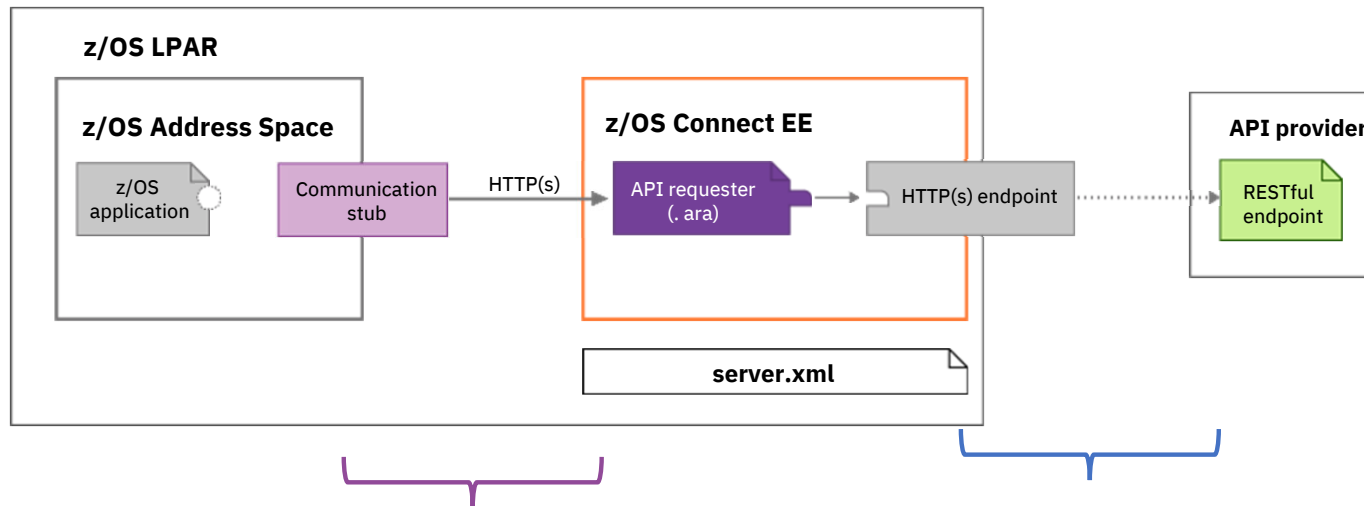 z/OS LPAR
z/OS Address Space
z/OS
application
Communication
stub
HTTP(s)
z/OS Connect EE
API requester
(. ara)
HTTP(s) endpoint
server.xml
API provider
RESTful
endpoint